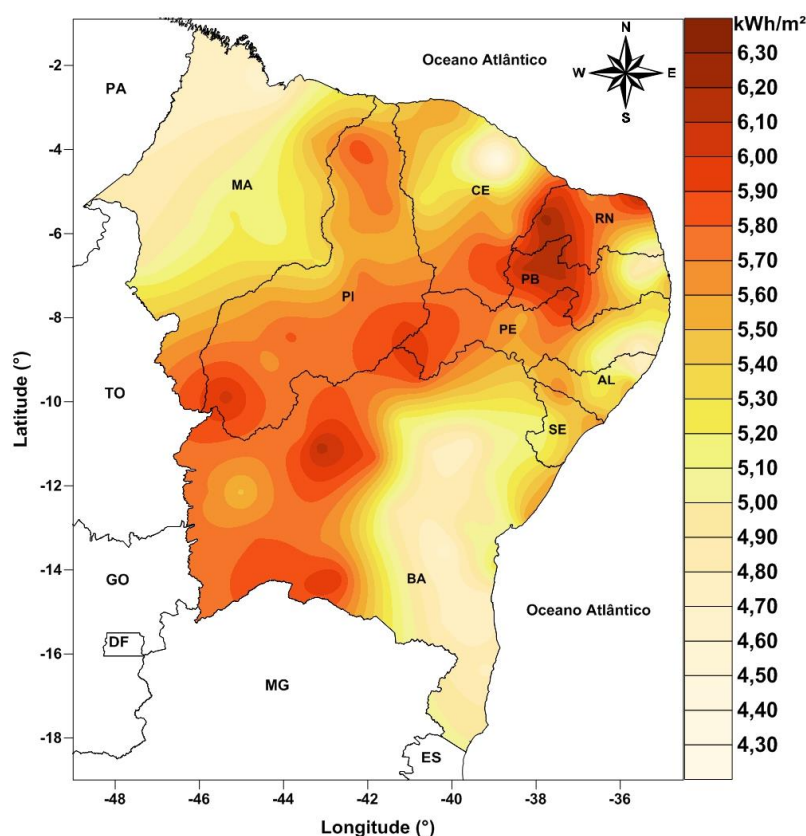 kWh/m²
6,30
6,20
6,10
6,00
5,90
5,80
5,70
5,60
5,50
5,40
5,30
5,20
5,10
5,00
4,90
4,80
4,70
4,60
4,50
4,40
4,30
Oceano Atlântico
N
W
E
S
PA
MA
CE
RN
PB
PI
PE
AL
SE
TO
BA
GO
DF
MG
ES
Oceano Atlântico
Latitude (°)
-2
-4
-6
-8
-10
-12
-14
-16
-18
-48
-46
-44
-42
-40
-38
-36
Longitude (°)